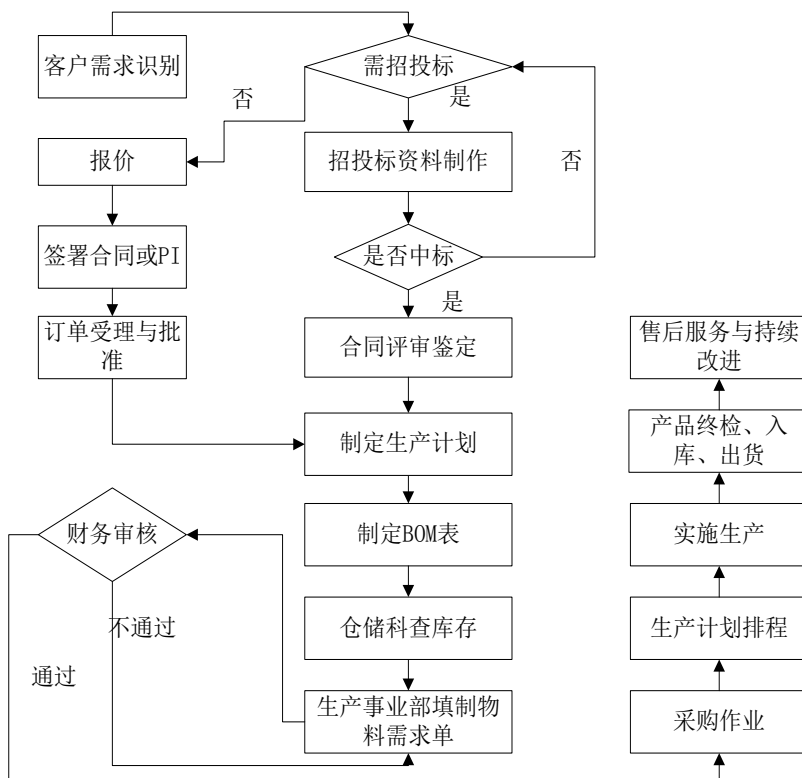 客户需求识别
需招投标
否
是
报价
招投标资料制作
否
签署合同或PI
是否中标
是
订单受理与批
准
合同评审鉴定
售后服务与持续
改进
制定生产计划
产品终检、入
库、出货
财务审核
制定BOM表
实施生产
不通过
仓储科查库存
生产计划排程
通过
生产事业部填制物
料需求单
采购作业